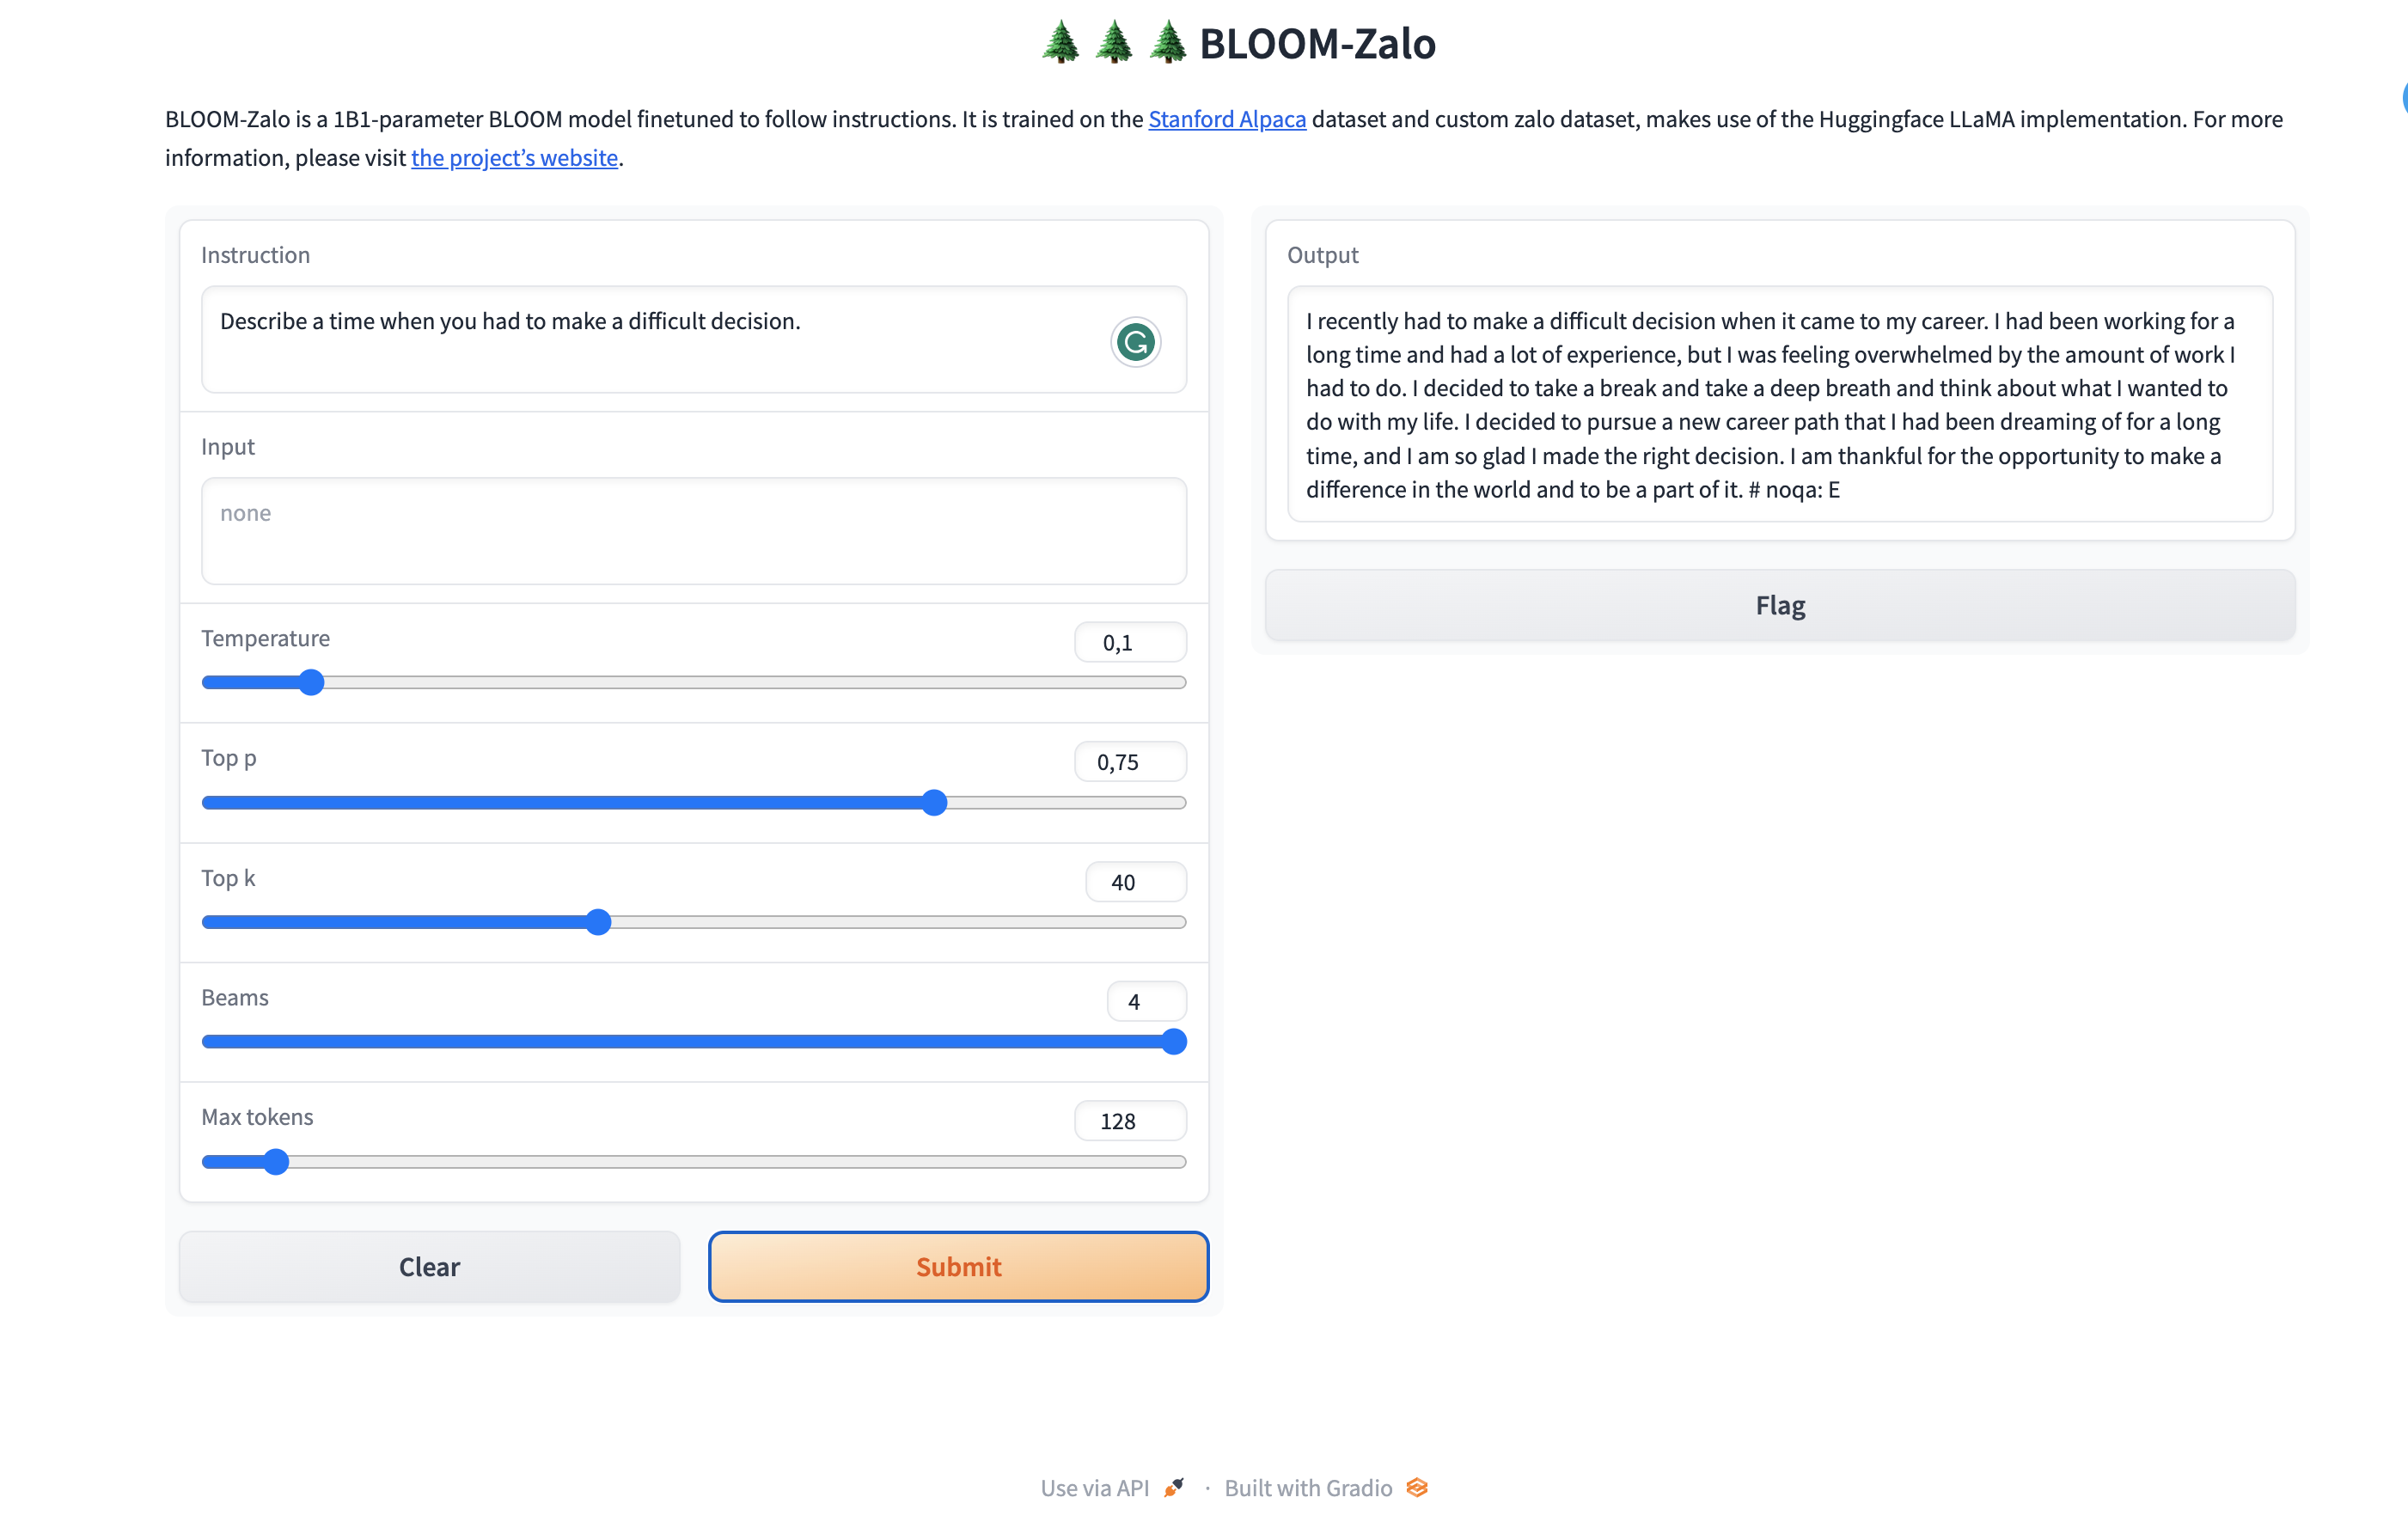 🌲🌲🌲 BLOOM-Zalo
BLOOM-Zalo is a 1B1-parameter BLOOM model finetuned to follow instructions. It is trained on the Stanford Alpaca dataset and custom zalo dataset, makes use of the Huggingface LLaMA implementation. For more
information, please visit the project’s website.
Instruction
Describe a time when you had to make a difficult decision.
Input
none
Temperature
0,1
Top p
0,75
Top k
40
Beams
4
Max tokens
128
Clear
Submit
Output
I recently had to make a difficult decision when it came to my career. I had been working for a
long time and had a lot of experience, but I was feeling overwhelmed by the amount of work I
had to do. I decided to take a break and take a deep breath and think about what I wanted to
do with my life. I decided to pursue a new career path that I had been dreaming of for a long
time, and I am so glad I made the right decision. I am thankful for the opportunity to make a
difference in the world and to be a part of it. # noqa: E
Flag
Use via API · Built with Gradio